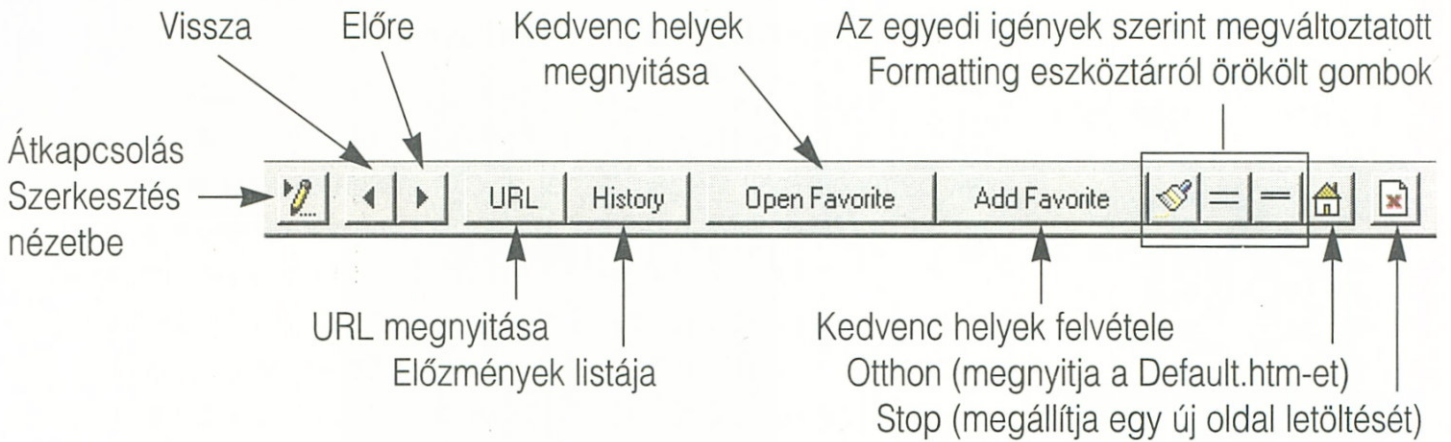 Vissza
Előre
Kedvenc helyek
megnyitása
Az egyedi igények szerint megváltoztatott
Formatting eszköztárról örökölt gombok
Átkapcsolás
Szerkesztés
nézetbe
URL
History
Open Favorite
Add Favorite
URL megnyitása
Előzmények listája
Kedvenc helyek felvétele
Otthon (megnyitja a Default.htm-et)
Stop (megállítja egy új oldal letöltését)